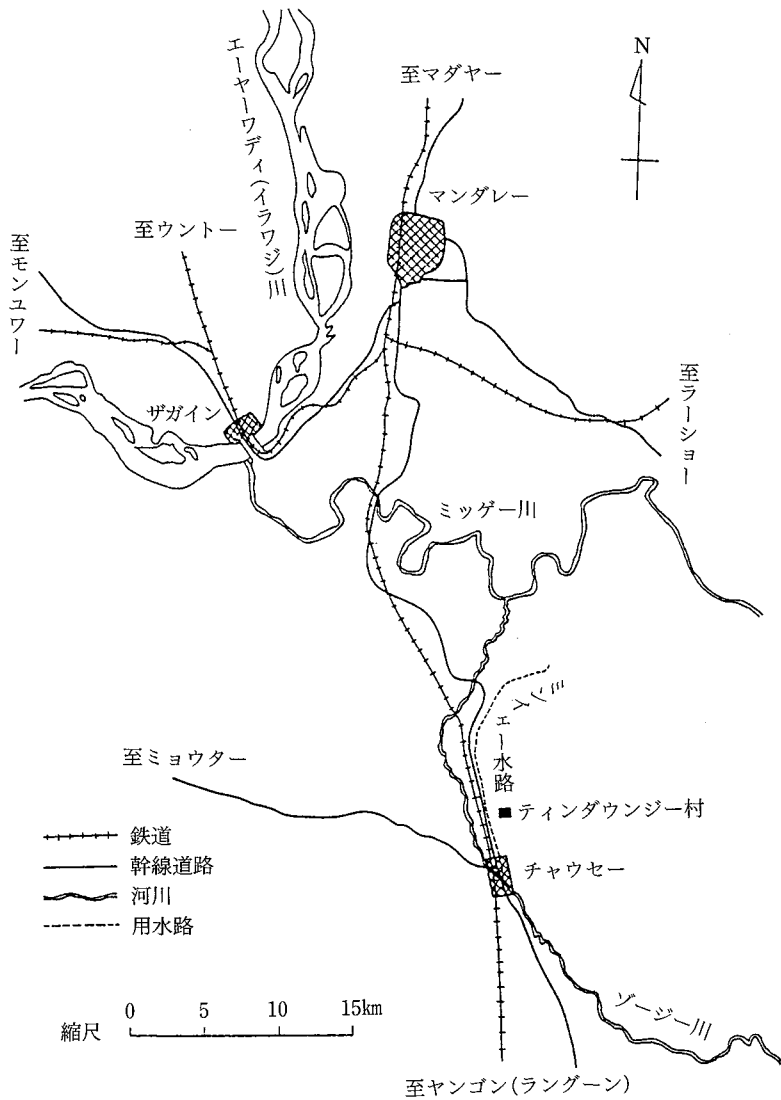 N
至マダヤー
エーヤーワディ(イラワジ)川
マンダレー
至ウントー
至モンユワー
ザガイン
至ラーショー
ミッゲー川
ミンイェー水路
至ミョウター
ティンダウンジー村
チャウセー
鉄道
幹線道路
河川
用水路
ゾージー川
縮尺 0 5 10 15km
至ヤンゴン(ラングーン)